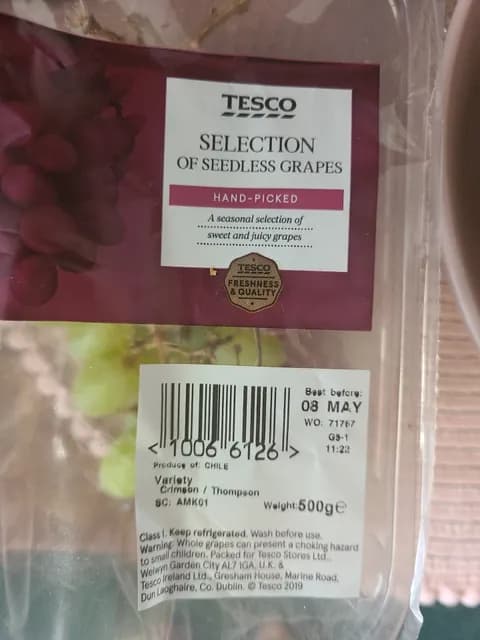 TESCO
SELECTION
OF SEEDLESS GRAPES
HAND-PICKED
A seasonal selection of
sweet and juicy grapes
TESCO
FRESHNESS
& QUALITY
Best before:
08 MAY
WO: 71767
GS-1
11:22
< 1006 6126 >
Produce of: CHILE
Variety
Crimson / Thompson
SC: AMK01
Weight: 500g e
Class I. Keep refrigerated. Wash before use.
Warning: Whole grapes can present a choking hazard
to small children. Packed for Tesco Stores Ltd.,
Welwyn Garden City AL7 1GA, U.K. &
Tesco Ireland Ltd., Gresham House, Marine Road,
Dun Laoghaire, Co. Dublin. © Tesco 2019